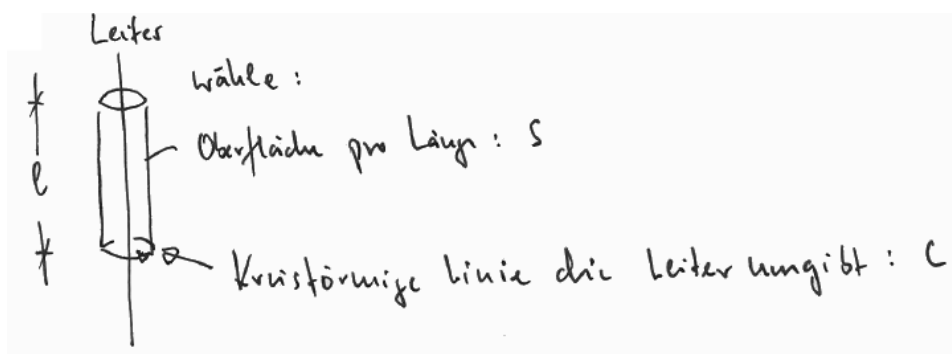 Leiter
wähle :
Oberfläche pro Länge : S
l
Kreisförmige Linie die Leiter umgibt : C